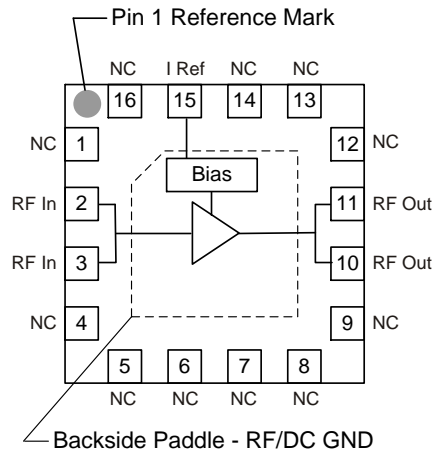 Pin 1 Reference Mark
NC I Ref NC NC
16 15 14 13
NC 1 12 NC
Bias
RF In 2 11 RF Out
RF In 3 10 RF Out
NC 4 9 NC
5 6 7 8
NC NC NC NC
Backside Paddle - RF/DC GND